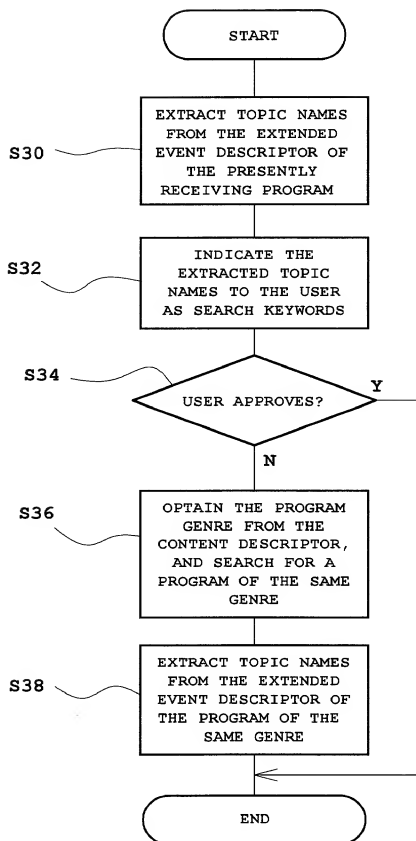 START
S30
EXTRACT TOPIC NAMES
FROM THE EXTENDED
EVENT DESCRIPTOR OF
THE PRESENTLY
RECEIVING PROGRAM
S32
INDICATE THE
EXTRACTED TOPIC
NAMES TO THE USER
AS SEARCH KEYWORDS
S34
USER APPROVES?
Y
N
S36
OPTAIN THE PROGRAM
GENRE FROM THE
CONTENT DESCRIPTOR,
AND SEARCH FOR A
PROGRAM OF THE SAME
GENRE
S38
EXTRACT TOPIC NAMES
FROM THE EXTENDED
EVENT DESCRIPTOR OF
THE PROGRAM OF THE
SAME GENRE
END